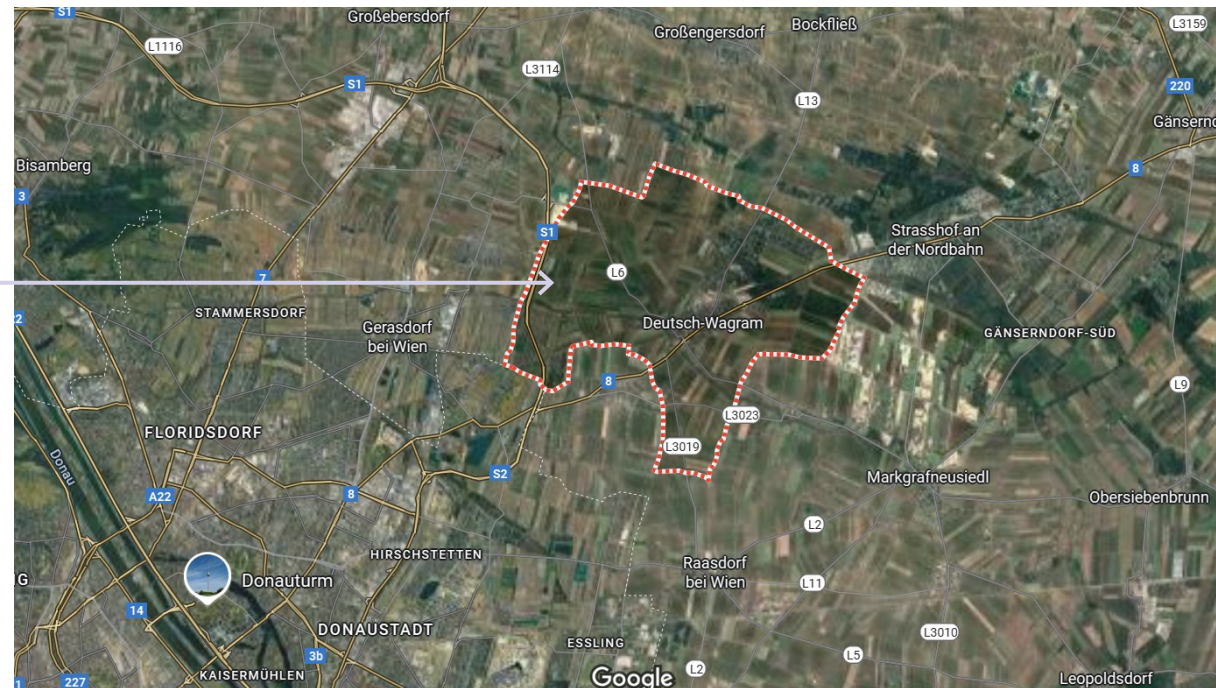 S1
Großebersdorf
Großengersdorf
Bockfließ
L3159
L1116
S1
L3114
220
L13
Gänsernd
Bisamberg
8
3
S1
Strasshof an
der Nordbahn
7
L6
STAMMERSDORF
22
Gerasdorf
bei Wien
Deutsch-Wagram
GÄNSERNDORF-SÜD
8
L9
L3023
FLORIDSDORF
L3019
Donau
S2
Markgrafneusiedl
A22
8
Obersiebenbrunn
L2
HIRSCHSTETTEN
Raasdorf
bei Wien
NG
Donauturm
L11
14
DONAUSTADT
L3010
ESSLING
3b
L5
KAISERMÜHLEN
Google
L2
1
227
Leopoldsdorf